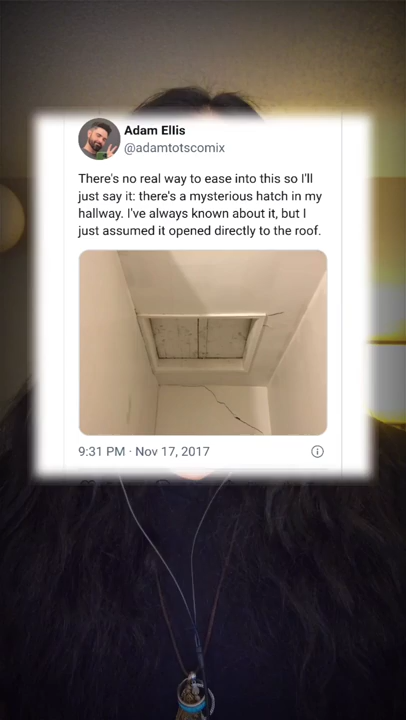 Adam Ellis
@adamtotscomix
There's no real way to ease into this so I'll
just say it: there's a mysterious hatch in my
hallway. I've always known about it, but I
just assumed it opened directly to the roof.
9:31 PM · Nov 17, 2017